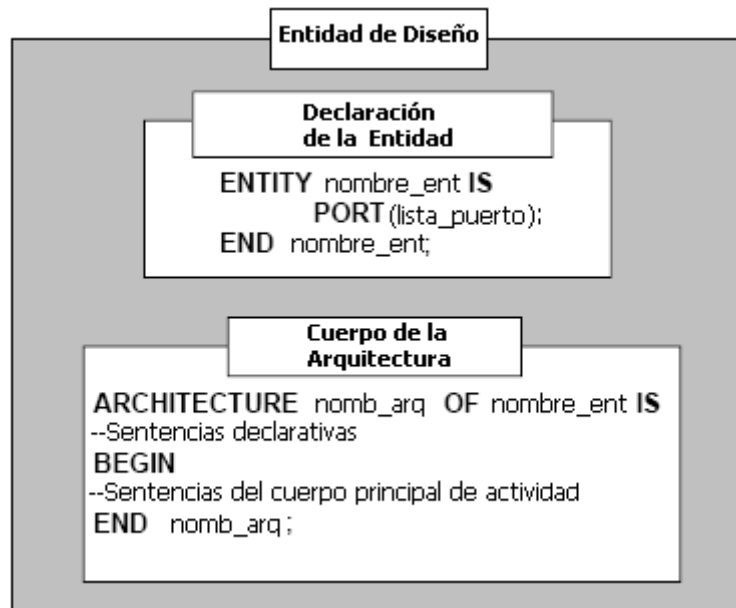 Entidad de Diseño
Declaración
de la Entidad
ENTITY nombre_ent IS
PORT(lista_puerto);
END nombre_ent;
Cuerpo de la
Arquitectura
ARCHITECTURE nomb_arq OF nombre_ent IS
--Sentencias declarativas
BEGIN
--Sentencias del cuerpo principal de actividad
END nomb_arq;